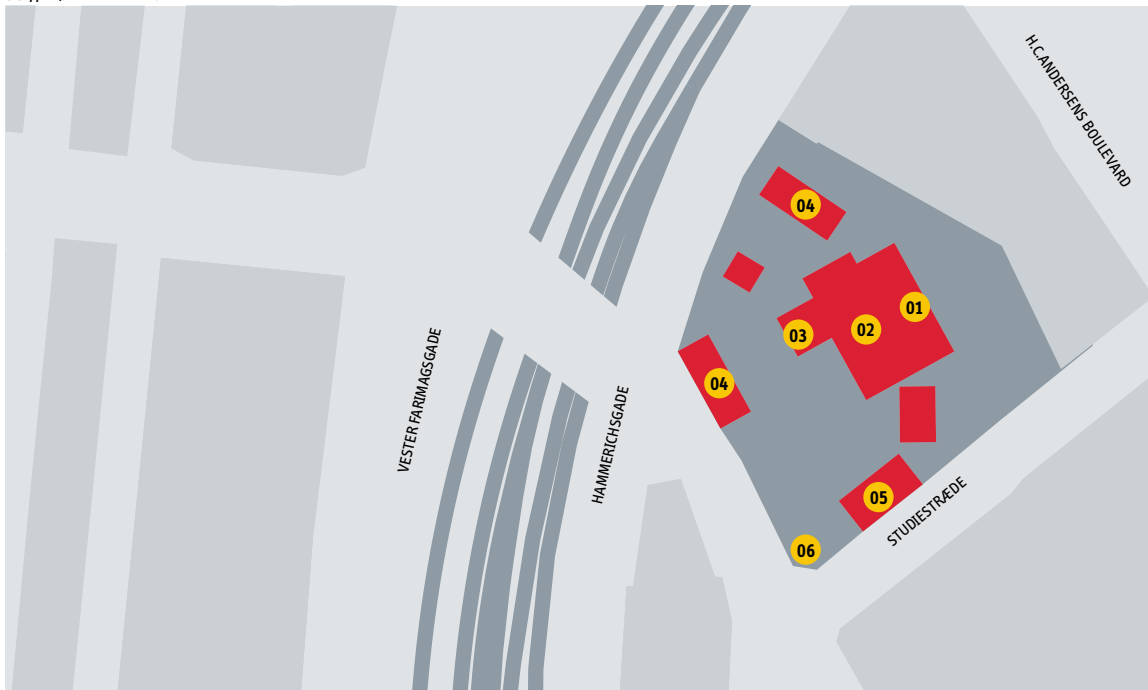 H.C.ANDERSENS BOULEVARD
04
01
02
03
04
VESTER FARIMAGSGADE
HAMMERICHSGADE
05
STUDIESTRÆDE
06